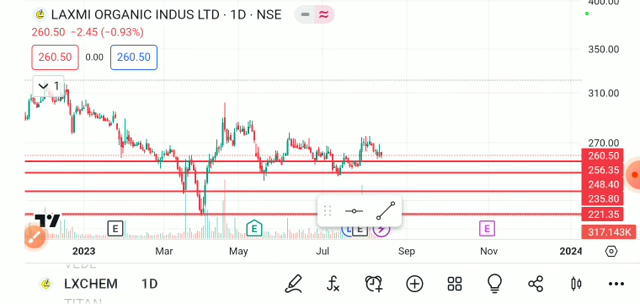 LAXMI ORGANIC INDUS LTD · 1D · NSE
260.50 −2.45 (−0.93%)
260.50 0.00 260.50
1
400.00
350.00
310.00
270.00
260.50
256.35
248.40
235.80
221.35
317.143K
E E E E
2023 Mar May Jul Sep Nov 2024
LXCHEM 1D
TITAN